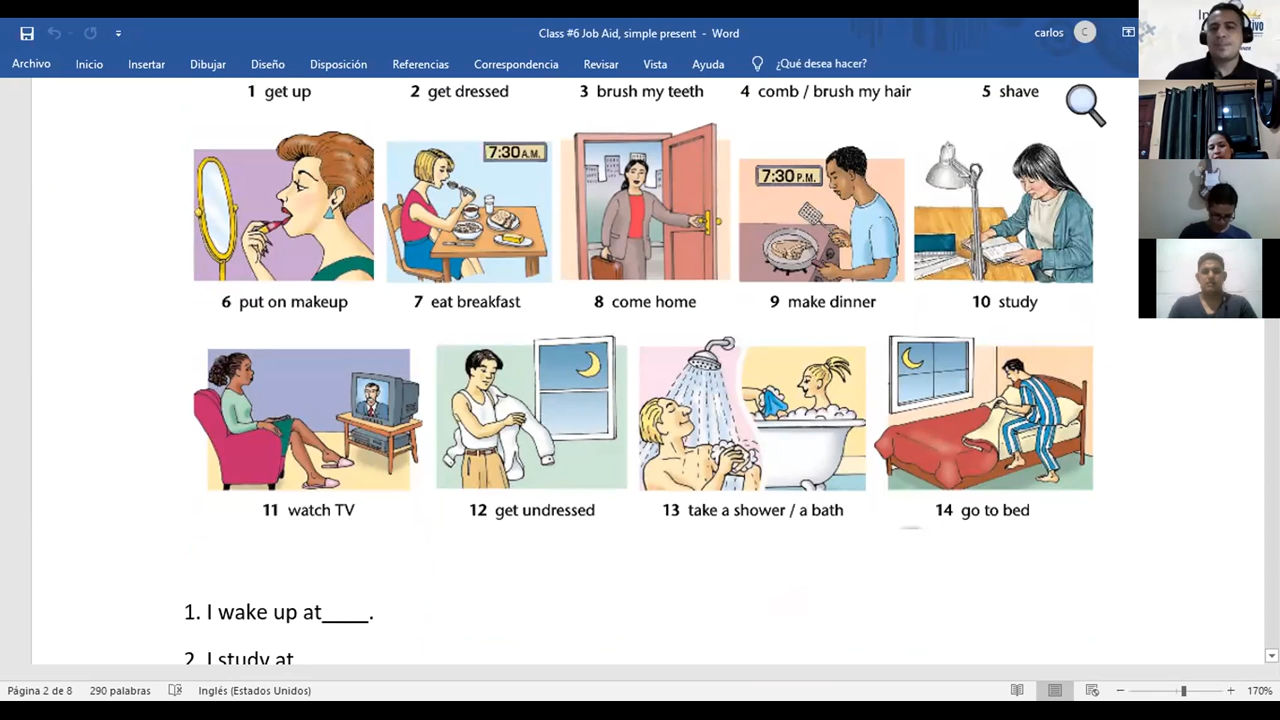 Class #6 Job Aid, simple present - Word
carlos
C
Archivo Inicio Insertar Dibujar Diseño Disposición Referencias Correspondencia Revisar Vista Ayuda ¿Qué desea hacer?
1 get up 2 get dressed 3 brush my teeth 4 comb / brush my hair 5 shave
7:30 A.M.
7:30 P.M.
6 put on makeup 7 eat breakfast 8 come home 9 make dinner 10 study
11 watch TV 12 get undressed 13 take a shower / a bath 14 go to bed
1. I wake up at____.
2. I study at
Página 2 de 8 290 palabras Inglés (Estados Unidos) 170%